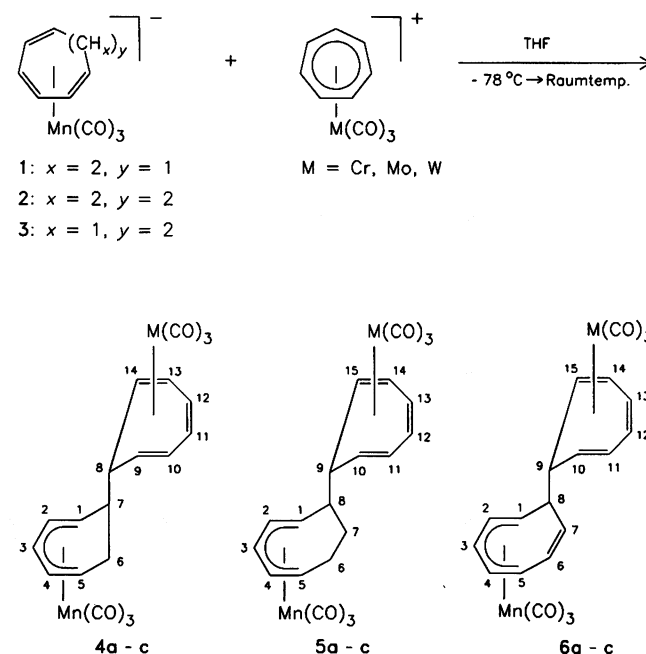 (CHₓ)ᵧ
−
+
+
THF
- 78 °C → Raumtemp.
Mn(CO)₃
M(CO)₃
1: x = 2, y = 1
M = Cr, Mo, W
2: x = 2, y = 2
3: x = 1, y = 2
M(CO)₃ M(CO)₃ M(CO)₃
14 13 12 11 10 9 8 7 2 1 3 6 4 5
15 14 13 12 11 10 9 8 2 1 7 3 6 4 5
15 14 13 12 11 10 9 8 2 1 7 3 6 4 5
Mn(CO)₃ Mn(CO)₃ Mn(CO)₃
4a - c 5a - c 6a - c